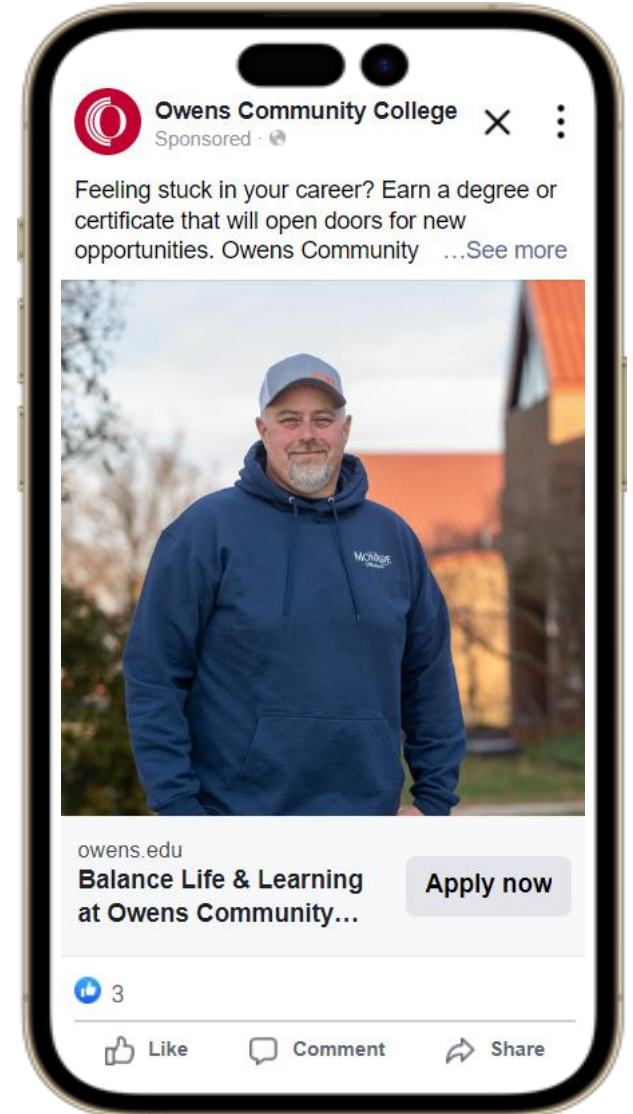 Owens Community College
Sponsored ·
Feeling stuck in your career? Earn a degree or
certificate that will open doors for new
opportunities. Owens Community ...See more
MONROE
owens.edu
Balance Life & Learning
at Owens Community...
Apply now
3
Like Comment Share